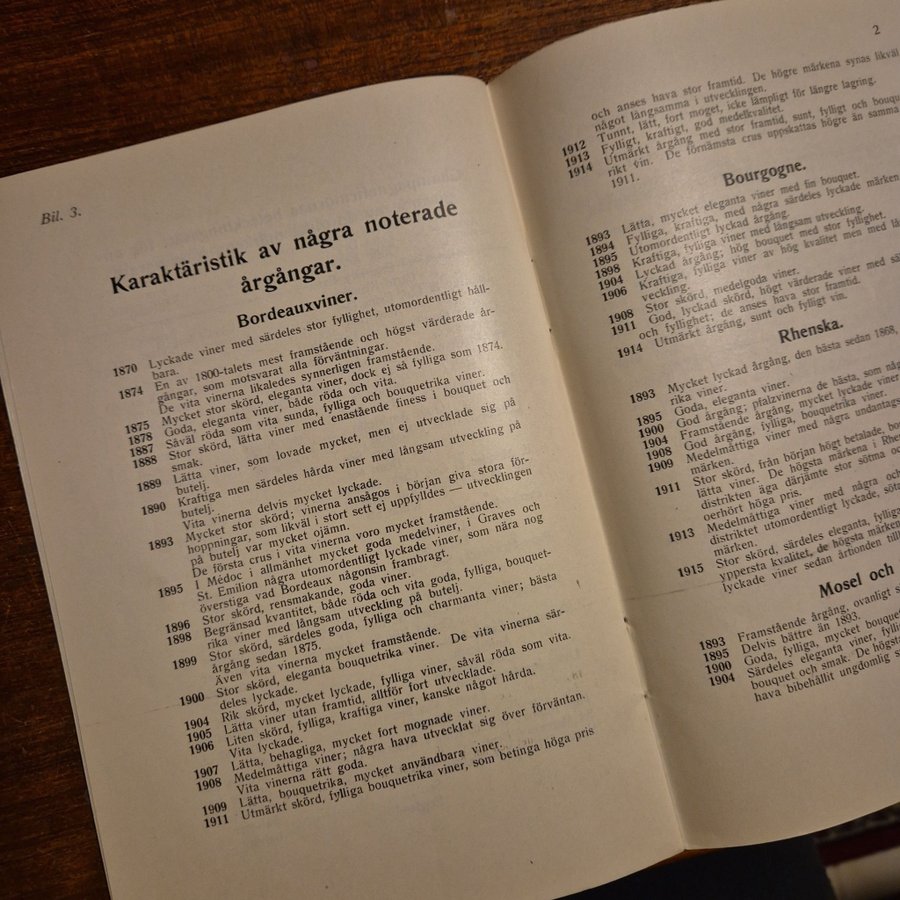 Bil. 3.
Karaktäristik av några noterade
årgångar.
Bordeauxviner.
1870 Lyckade viner med särdeles stor fyllighet, utomordentligt håll-
bara.
1874 En av 1800-talets mest framstående och högst värderade år-
gångar, som motsvarat alla förväntningar.
De vita vinerna likaledes synnerligen framstående.
1875 Mycket stor skörd, eleganta viner, dock ej så fylliga som 1874.
1878 Goda, eleganta viner, både röda och vita.
1887 Såväl röda som vita sunda, fylliga och bouquetrika viner.
1888 Stor skörd, lätta viner med enastående finess i bouquet och
smak.
1889 Lätta viner, som lovade mycket, men ej utvecklade sig på
butelj.
1890 Kraftiga men särdeles hårda viner med långsam utveckling på
butelj.
Vita vinerna delvis mycket lyckade.
1893 Mycket stor skörd; vinerna ansågos i början giva stora för-
hoppningar, som likväl i stort sett ej uppfylldes — utvecklingen
på butelj var mycket ojämn.
De första crus i vita vinerna voro mycket framstående.
1895 I Médoc i allmänhet mycket goda medelviner, i Graves och
St. Emilion några utomordentligt lyckade viner, som nära nog
överstiga vad Bordeaux någonsin frambragt.
1896 Stor skörd, rensmakande, goda viner.
1898 Begränsad kvantitet, både röda och vita goda, fylliga, bouquet-
rika viner med långsam utveckling på butelj.
1899 Stor skörd, särdeles goda, fylliga och charmanta viner; bästa
årgång sedan 1875.
Även vita vinerna mycket framstående.
1900 Stor skörd, eleganta bouquetrika viner. De vita vinerna sär-
deles lyckade.
1904 Rik skörd, mycket lyckade, fylliga viner, såväl röda som vita.
1905 Lätta viner utan framtid, alltför fort utvecklade.
1906 Liten skörd, fylliga, kraftiga viner, kanske något hårda.
Vita lyckade.
1907 Lätta, behagliga, mycket fort mognade viner.
1908 Medelmåttiga viner; några hava utvecklat sig över förväntan.
Vita vinerna rätt goda.
1909 Lätta, bouquetrika, mycket användbara viner.
1911 Utmärkt skörd, fylliga bouquetrika viner, som betinga höga pris
2
och anses hava stor framtid. De högre märkena synas likväl
något långsamma i utvecklingen.
1912 Tunnt, lätt, fort moget, icke lämpligt för längre lagring.
1913 Fylligt, kraftigt, god medelkvalitet.
1914 Utmärkt årgång med stor framtid, sunt, fylligt och bouquet-
rikt vin. De förnämsta crus uppskattas högre än samma
1911.
Bourgogne.
1893 Lätta, mycket eleganta viner med fin bouquet.
1894 Fylliga, kraftiga, med några särdeles lyckade märken
1895 Utomordentligt lyckad årgång.
1898 Kraftiga, fylliga viner med långsam utveckling.
1904 Lyckad årgång; hög bouquet med stor fyllighet.
1906 Kraftiga, fylliga viner av hög kvalitet men med
veckling.
1908 Stor skörd, medelgoda viner.
1911 God, lyckad skörd, högt värderade viner med
och fyllighet; de anses hava stor framtid.
1914 Utmärkt årgång, sunt och fylligt vin.
Rhenska.
1893 Mycket lyckad årgång, den bästa sedan 1868,
rika viner.
1895 Goda, eleganta viner.
1900 God årgång; pfalzvinerna de bästa, som
1904 Framstående årgång, mycket lyckade viner
1908 God årgång, fylliga, bouquetrika viner.
1909 Medelmåttiga viner med några undantag
märken.
1911 Stor skörd, från början högt betalade,
lätta viner. De högsta märkena i
distrikten äga därjänte stor sötma
oerhört höga pris.
1913 Medelmåttiga viner med några
distriktet utomordentligt lyckade,
märken.
1915 Stor skörd, särdeles eleganta, fylliga
yppersta kvalitet, de högsta märken
lyckade viner sedan århonden
Mosel och
1893 Framstående årgång, ovanligt
1895 Delvis bättre än 1893.
1900 Goda, fylliga, mycket
1904 Särdeles eleganta viner,
bouquet och smak. De
hava bibehållit ungdomlig